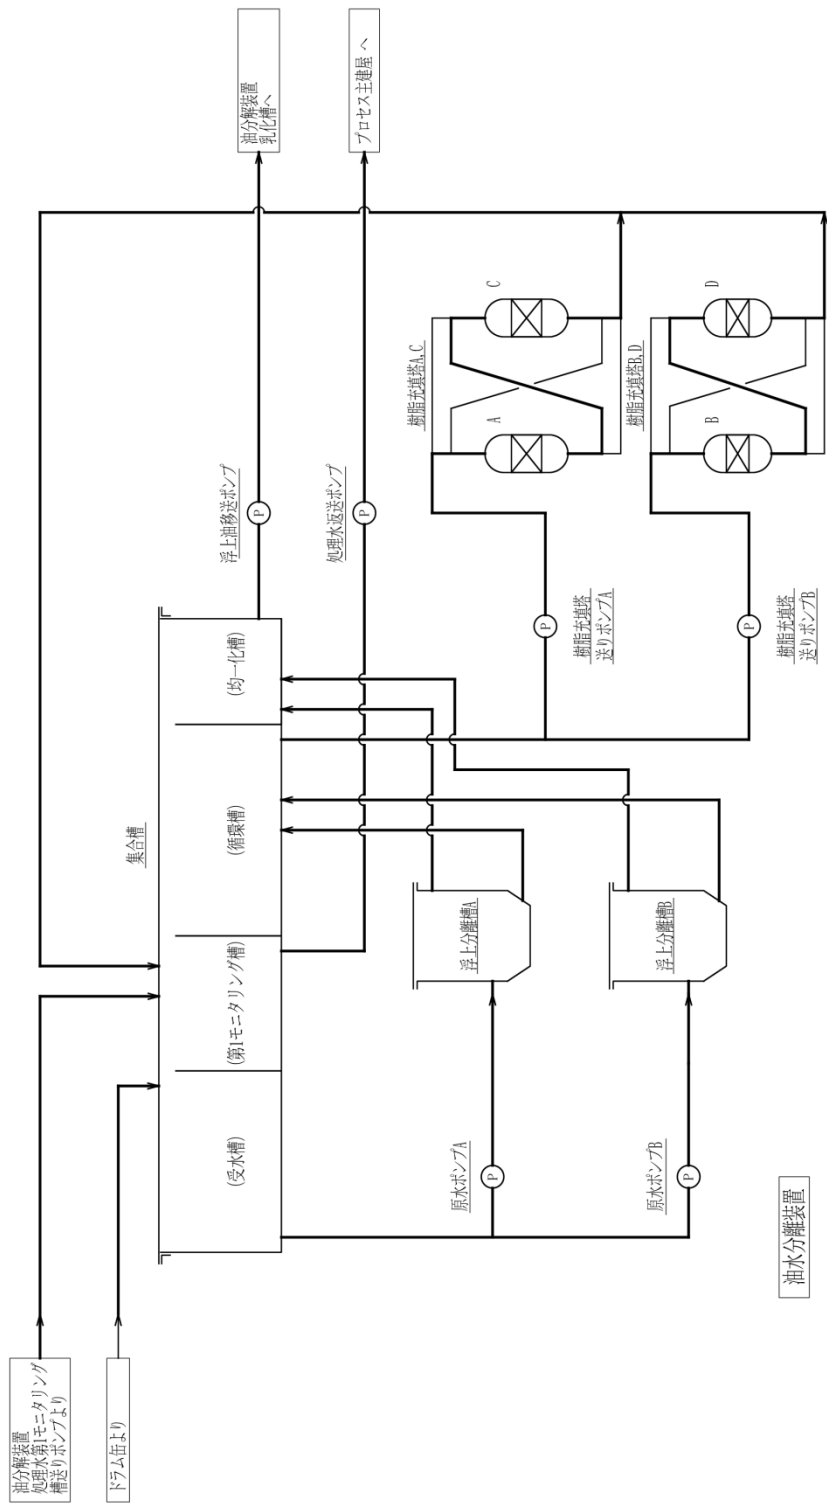 油分解装置
処理水第1モニタリング
槽送りポンプより
ドラム缶より
集合槽
(受水槽)
(第1モニタリング槽)
(循環槽)
(均一化槽)
浮上油移送ポンプ
P
油分解装置
乳化槽へ
処理水返送ポンプ
P
プロセス主建屋 へ
原水ポンプA
P
浮上分離槽A
原水ポンプB
P
浮上分離槽B
樹脂充填塔
送りポンプA
P
樹脂充填塔
送りポンプB
P
樹脂充填塔A,C
A
C
樹脂充填塔B,D
B
D
油水分離装置